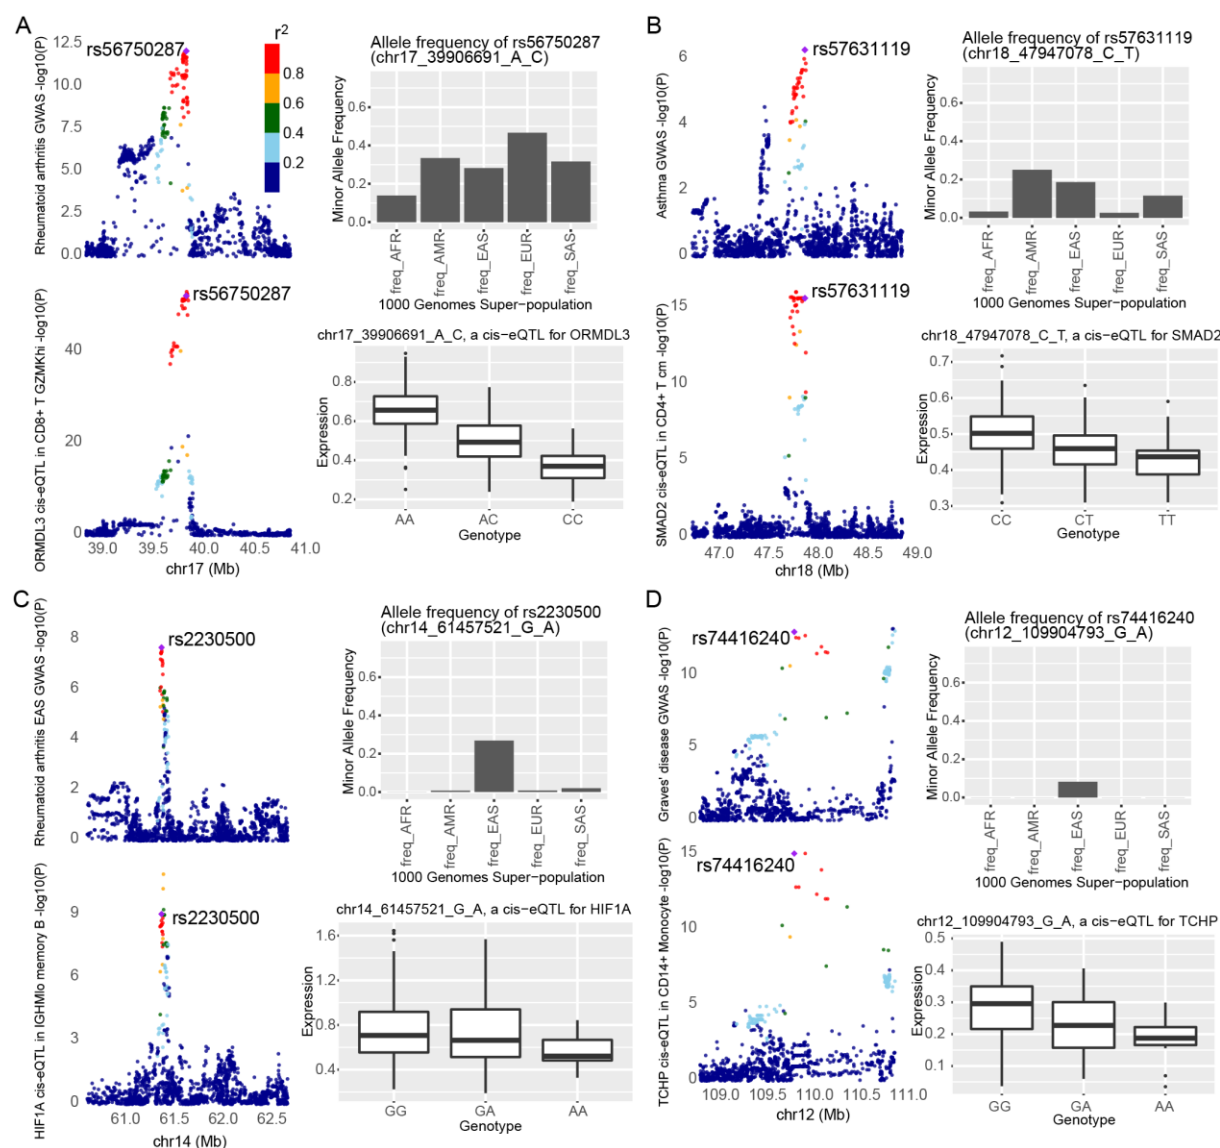 A
Rheumatoid arthritis GWAS -log10(P)
12.5
10.0
7.5
5.0
2.5
0.0
rs56750287
r2
0.8
0.6
0.4
0.2
Allele frequency of rs56750287
(chr17_39906691_A_C)
Minor Allele Frequency
0.6
0.4
0.2
0.0
freq_AFR
freq_AMR
freq_EAS
freq_EUR
freq_SAS
1000 Genomes Super-population
ORMDL3 cis-eQTL in CD8+ T GZMKhi -log10(P)
40
20
0
rs56750287
39.0
39.5
40.0
40.5
41.0
chr17 (Mb)
chr17_39906691_A_C, a cis-eQTL for ORMDL3
Expression
0.8
0.6
0.4
0.2
AA
AC
CC
Genotype
B
Asthma GWAS -log10(P)
6
4
2
0
rs57631119
Allele frequency of rs57631119
(chr18_47947078_C_T)
Minor Allele Frequency
0.6
0.4
0.2
0.0
freq_AFR
freq_AMR
freq_EAS
freq_EUR
freq_SAS
1000 Genomes Super-population
SMAD2 cis-eQTL in CD4+ T cm -log10(P)
15
10
5
0
rs57631119
47.0
47.5
48.0
48.5
49.0
chr18 (Mb)
chr18_47947078_C_T, a cis-eQTL for SMAD2
Expression
0.7
0.6
0.5
0.4
0.3
CC
CT
TT
Genotype
C
Rheumatoid arthritis EAS GWAS -log10(P)
8
6
4
2
0
rs2230500
Allele frequency of rs2230500
(chr14_61457521_G_A)
Minor Allele Frequency
0.6
0.4
0.2
0.0
freq_AFR
freq_AMR
freq_EAS
freq_EUR
freq_SAS
1000 Genomes Super-population
HIF1A cis-eQTL in IGHMlo memory B -log10(P)
9
6
3
0
rs2230500
61.0
61.5
62.0
62.5
chr14 (Mb)
chr14_61457521_G_A, a cis-eQTL for HIF1A
Expression
1.6
1.2
0.8
0.4
GG
GA
AA
Genotype
D
Graves' disease GWAS -log10(P)
10
5
0
rs74416240
Allele frequency of rs74416240
(chr12_109904793_G_A)
Minor Allele Frequency
0.6
0.4
0.2
0.0
freq_AFR
freq_AMR
freq_EAS
freq_EUR
freq_SAS
1000 Genomes Super-population
TCHP cis-eQTL in CD14+ Monocyte -log10(P)
15
10
5
0
rs74416240
109.0
109.5
110.0
110.5
111.0
chr12 (Mb)
chr12_109904793_G_A, a cis-eQTL for TCHP
Expression
0.5
0.4
0.3
0.2
0.1
GG
GA
AA
Genotype